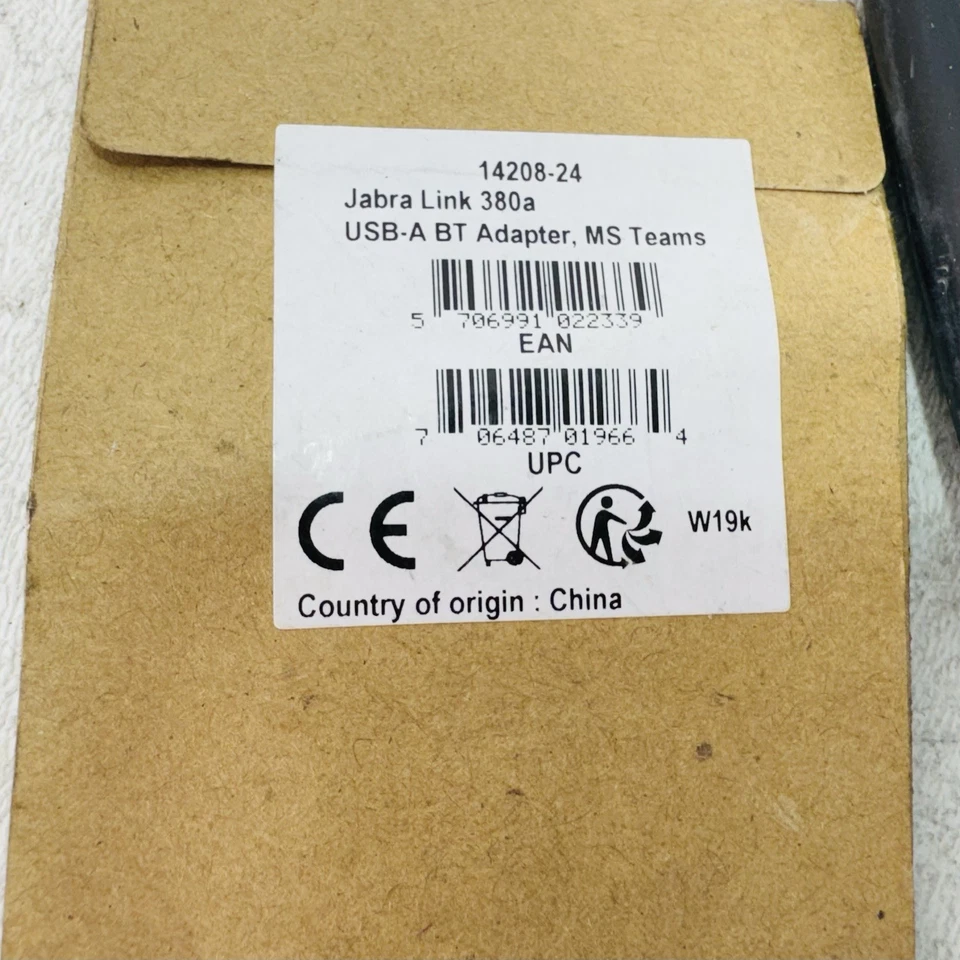 14208-24
Jabra Link 380a
USB-A BT Adapter, MS Teams
5 706991 022339
EAN
7 06487 01966 4
UPC
CE W19k
Country of origin : China